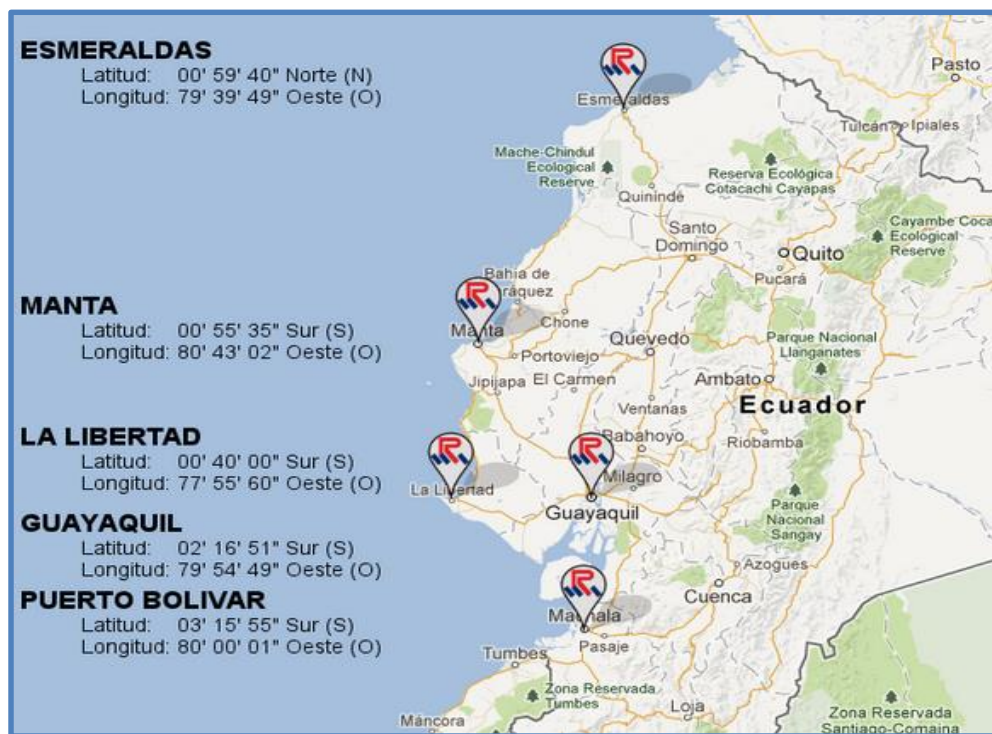 ESMERALDAS
Latitud: 00' 59' 40" Norte (N)
Longitud: 79' 39' 49" Oeste (O)
MANTA
Latitud: 00' 55' 35" Sur (S)
Longitud: 80' 43' 02" Oeste (O)
LA LIBERTAD
Latitud: 00' 40' 00" Sur (S)
Longitud: 77' 55' 60" Oeste (O)
GUAYAQUIL
Latitud: 02' 16' 51" Sur (S)
Longitud: 79' 54' 49" Oeste (O)
PUERTO BOLIVAR
Latitud: 03' 15' 55" Sur (S)
Longitud: 80' 00' 01" Oeste (O)
Pasto
Esmeraldas
Tulcán
Ipiales
Mache-Chindul
Ecological
Reserve
Reserva Ecológica
Cotacachi Cayapas
Quinindé
Cayambe Coca
Ecological
Reserve
Santo
Domingo
Quito
Pucará
Bahía de
Manta
Chone
Quevedo
Portoviejo
Parque Nacional
Llanganates
Jipijapa
El Carmen
Ambato
Ventanas
Ecuador
Babahoyo
Riobamba
La Libertad
Milagro
Guayaquil
Parque
Nacional
Sangay
Azogues
Cuenca
Machala
Pasaje
Tumbes
Zona Reservada
Tumbes
Loja
Máncora
Zona Reservada
Santiago-Comaina